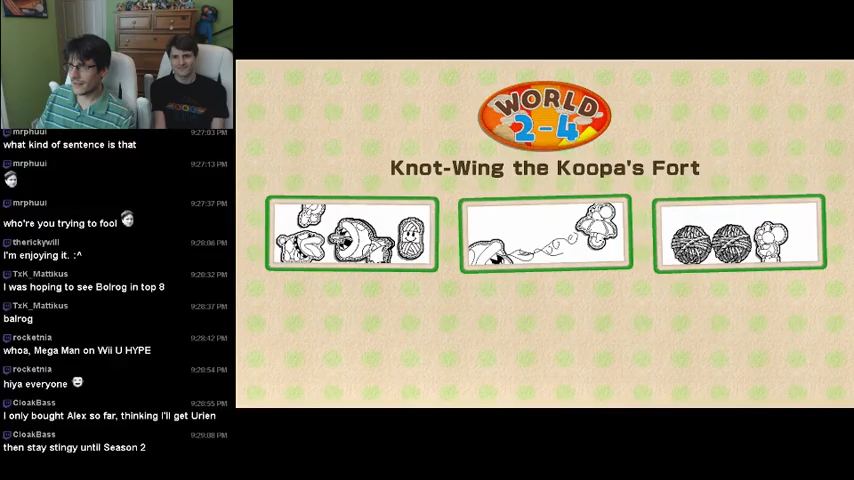 mrphuui 9:27:03 PM
what kind of sentence is that
mrphuui 9:27:13 PM
mrphuui 9:27:37 PM
who're you trying to fool
therickywill 9:28:06 PM
I'm enjoying it. :^
TxK_Mattikus 9:28:32 PM
I was hoping to see Bolrog in top 8
TxK_Mattikus 9:28:37 PM
balrog
rocketnia 9:28:42 PM
whoa, Mega Man on Wii U HYPE
rocketnia 9:28:54 PM
hiya everyone
CloakBass 9:28:55 PM
I only bought Alex so far, thinking I'll get Urien
CloakBass 9:29:08 PM
then stay stingy until Season 2
WORLD
2-4
Knot-Wing the Koopa's Fort